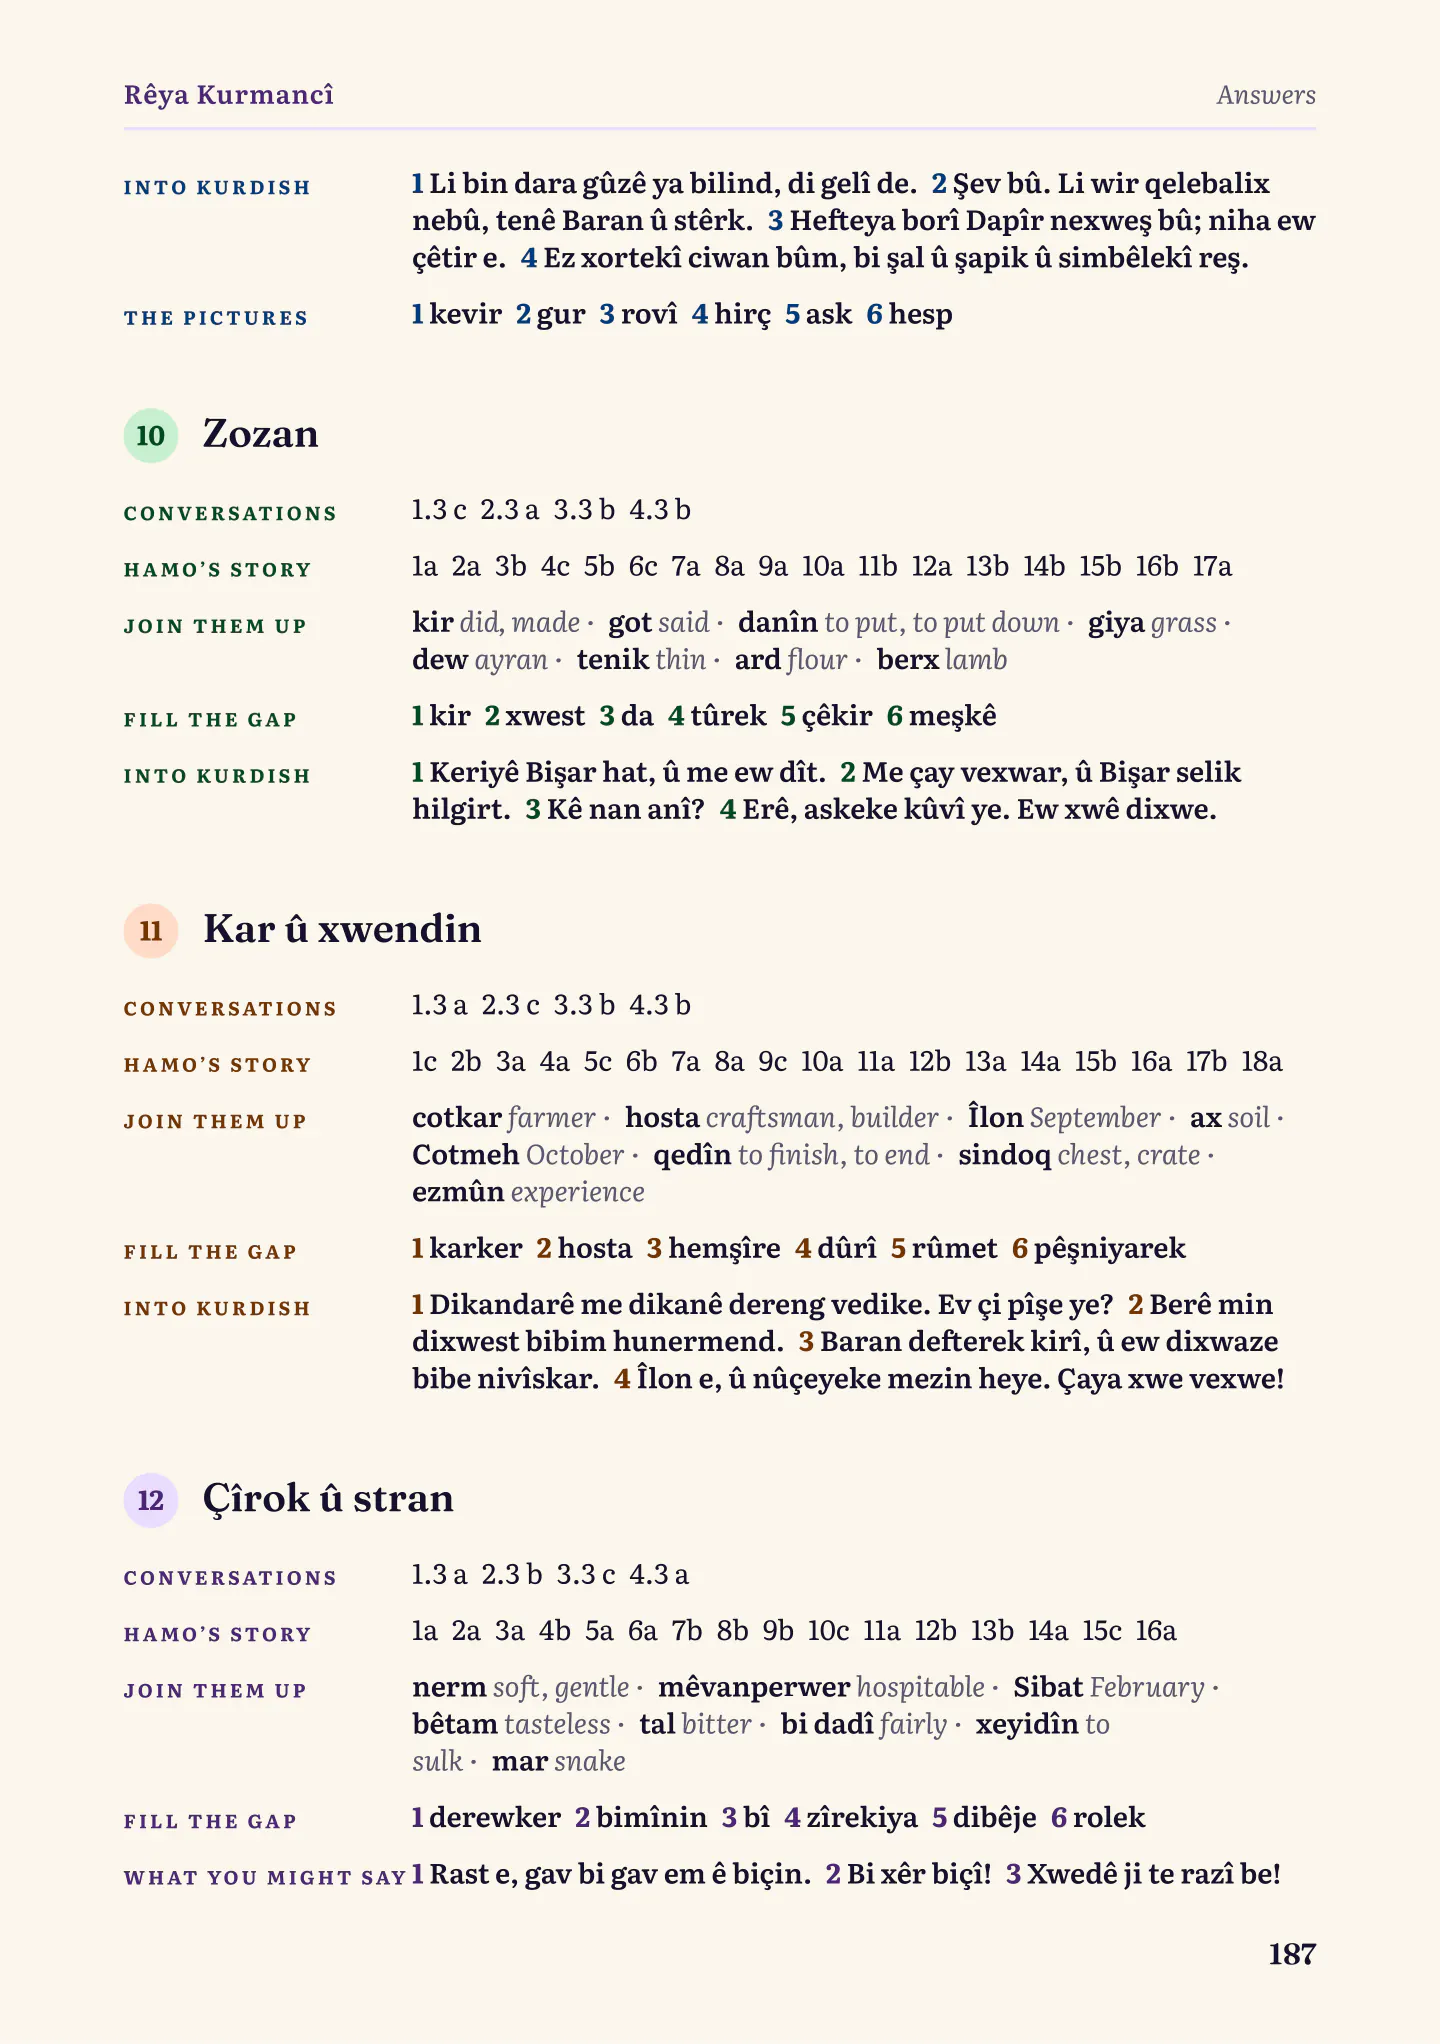 Rêya Kurmancî
Answers
INTO KURDISH
1 Li bin dara gûzê ya bilind, di gelî de. 2 Şev bû. Li wir qelebalix
nebû, tenê Baran û stêrk. 3 Hefteya borî Dapîr nexweş bû; niha ew
çêtir e. 4 Ez xortekî ciwan bûm, bi şal û şapik û simbêlekî reş.
THE PICTURES
1 kevir 2 gur 3 rovî 4 hirç 5 ask 6 hesp
10 Zozan
CONVERSATIONS
1.3 c 2.3 a 3.3 b 4.3 b
HAMO’S STORY
1a 2a 3b 4c 5b 6c 7a 8a 9a 10a 11b 12a 13b 14b 15b 16b 17a
JOIN THEM UP
kir did, made · got said · danîn to put, to put down · giya grass ·
dew ayran · tenik thin · ard flour · berx lamb
FILL THE GAP
1 kir 2 xwest 3 da 4 tûrek 5 çêkir 6 meşkê
INTO KURDISH
1 Keriyê Bişar hat, û me ew dît. 2 Me çay vexwar, û Bişar selik
hilgirt. 3 Kê nan anî? 4 Erê, askeke kûvî ye. Ew xwê dixwe.
11 Kar û xwendin
CONVERSATIONS
1.3 a 2.3 c 3.3 b 4.3 b
HAMO’S STORY
1c 2b 3a 4a 5c 6b 7a 8a 9c 10a 11a 12b 13a 14a 15b 16a 17b 18a
JOIN THEM UP
cotkar farmer · hosta craftsman, builder · Îlon September · ax soil ·
Cotmeh October · qedîn to finish, to end · sindoq chest, crate ·
ezmûn experience
FILL THE GAP
1 karker 2 hosta 3 hemşîre 4 dûrî 5 rûmet 6 pêşniyarek
INTO KURDISH
1 Dikandarê me dikanê dereng vedike. Ev çi pîşe ye? 2 Berê min
dixwest bibim hunermend. 3 Baran defterek kirî, û ew dixwaze
bibe nivîskar. 4 Îlon e, û nûçeyeke mezin heye. Çaya xwe vexwe!
12 Çîrok û stran
CONVERSATIONS
1.3 a 2.3 b 3.3 c 4.3 a
HAMO’S STORY
1a 2a 3a 4b 5a 6a 7b 8b 9b 10c 11a 12b 13b 14a 15c 16a
JOIN THEM UP
nerm soft, gentle · mêvanperwer hospitable · Sibat February ·
bêtam tasteless · tal bitter · bi dadî fairly · xeyidîn to
sulk · mar snake
FILL THE GAP
1 derewker 2 bimînin 3 bî 4 zîrekiya 5 dibêje 6 rolek
WHAT YOU MIGHT SAY
1 Rast e, gav bi gav em ê biçin. 2 Bi xêr biçî! 3 Xwedê ji te razî be!
187